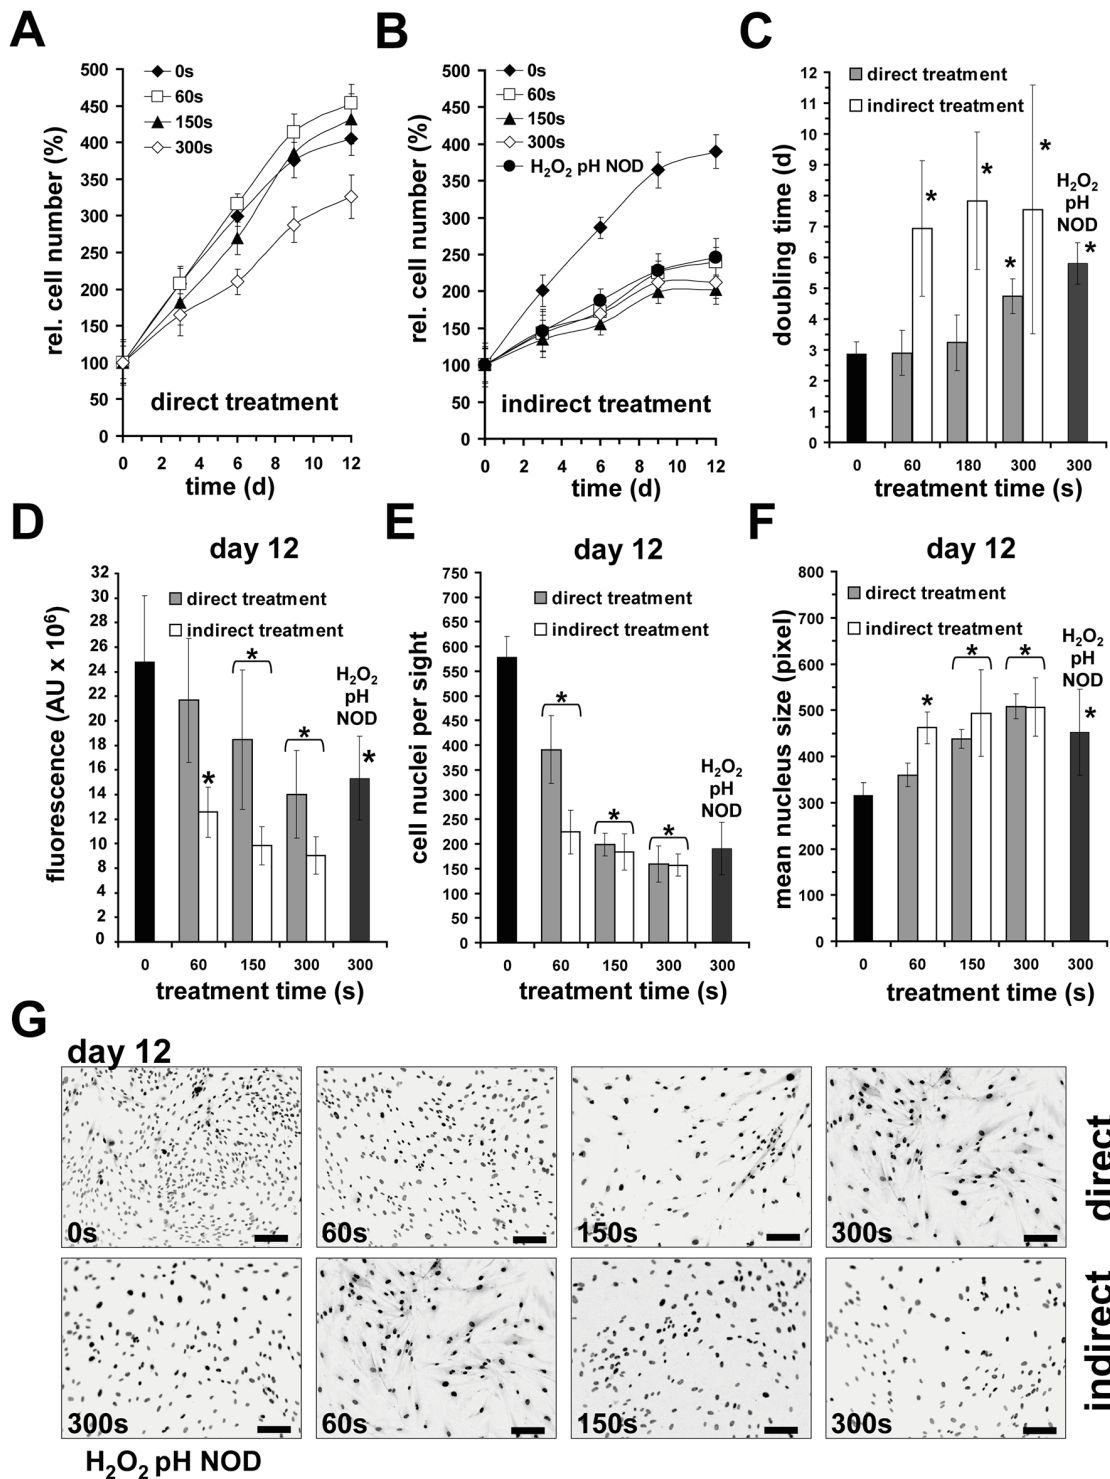 A
500
450
400
350
300
250
200
150
100
50
0
rel. cell number (%)
0s
60s
150s
300s
direct treatment
0 2 4 6 8 10 12
time (d)
B
500
450
400
350
300
250
200
150
100
50
0
rel. cell number (%)
0s
60s
150s
300s
H₂O₂ pH NOD
indirect treatment
0 2 4 6 8 10 12
time (d)
C
direct treatment
indirect treatment
12
11
10
9
8
7
6
5
4
3
2
1
0
doubling time (d)
* * * *
H₂O₂
pH
NOD
*
0 60 180 300 300
treatment time (s)
D
day 12
32
30
28
26
24
22
20
18
16
14
12
10
8
6
4
2
0
fluorescence (AU x 10⁶)
direct treatment
indirect treatment
* * *
H₂O₂
pH
NOD
*
0 60 150 300 300
treatment time (s)
E
day 12
750
700
650
600
550
500
450
400
350
300
250
200
150
100
50
0
cell nuclei per sight
direct treatment
indirect treatment
* * *
H₂O₂
pH
NOD
0 60 150 300 300
treatment time (s)
F
day 12
800
700
600
500
400
300
200
100
0
mean nucleus size (pixel)
direct treatment
indirect treatment
* * *
H₂O₂
pH
NOD
*
0 60 150 300 300
treatment time (s)
G
day 12
0s
60s
150s
300s
direct
300s
60s
150s
300s
indirect
H₂O₂ pH NOD